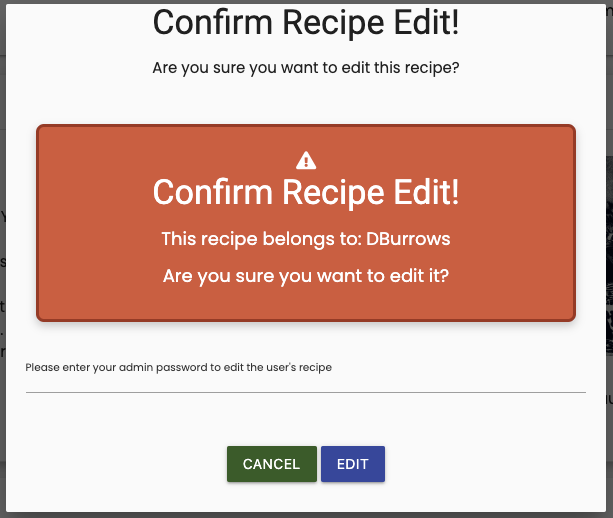 Confirm Recipe Edit!
Are you sure you want to edit this recipe?
Confirm Recipe Edit!
This recipe belongs to: DBurrows
Are you sure you want to edit it?
Please enter your admin password to edit the user's recipe
CANCEL EDIT